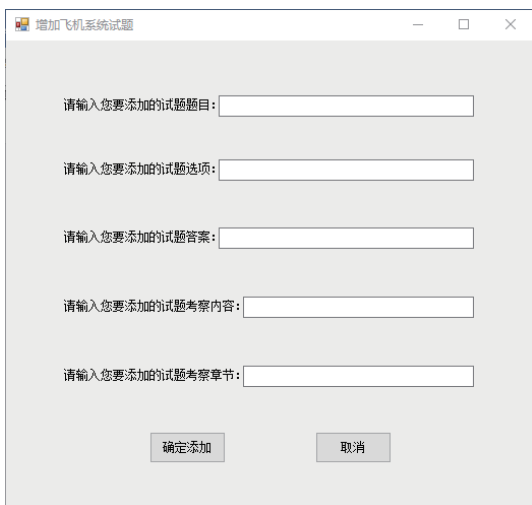 增加飞机系统试题
请输入您要添加的试题题目:
请输入您要添加的试题选项:
请输入您要添加的试题答案:
请输入您要添加的试题考察内容:
请输入您要添加的试题考察章节:
确定添加 取消